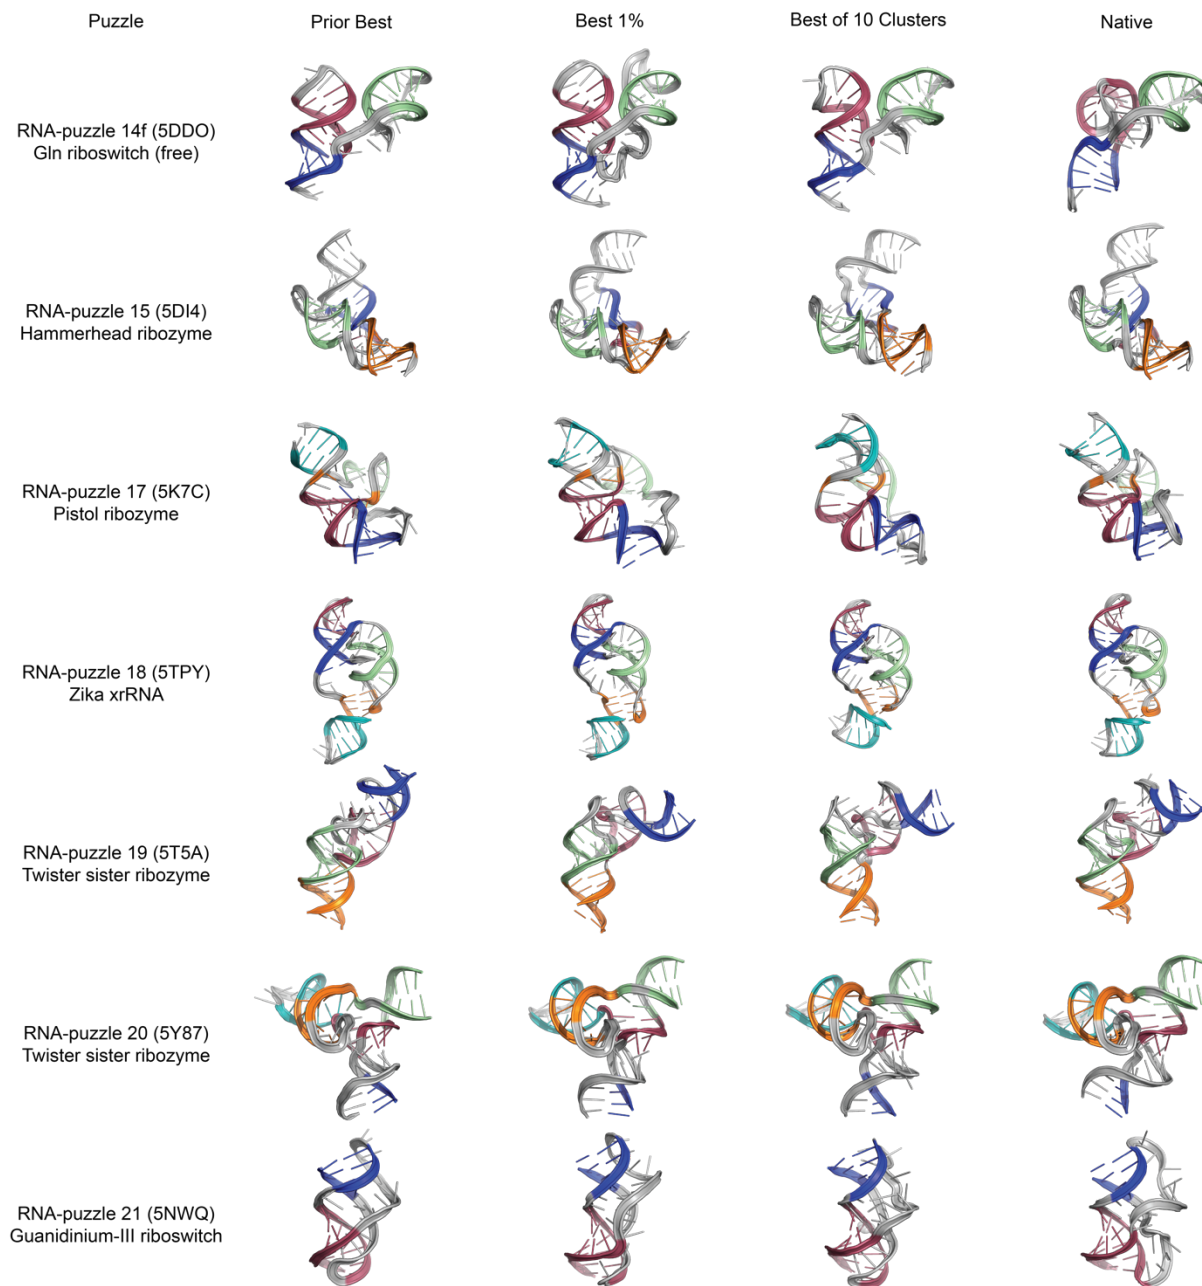 Puzzle Prior Best Best 1% Best of 10 Clusters Native
RNA-puzzle 14f (5DDO)
Gln riboswitch (free)
RNA-puzzle 15 (5DI4)
Hammerhead ribozyme
RNA-puzzle 17 (5K7C)
Pistol ribozyme
RNA-puzzle 18 (5TPY)
Zika xrRNA
RNA-puzzle 19 (5T5A)
Twister sister ribozyme
RNA-puzzle 20 (5Y87)
Twister sister ribozyme
RNA-puzzle 21 (5NWQ)
Guanidinium-III riboswitch